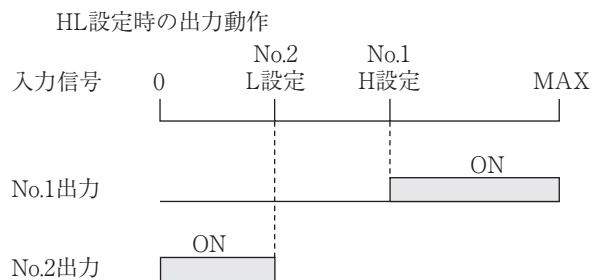 HL設定時の出力動作
No.2 No.1
入力信号 0 L設定 H設定 MAX
ON
No.1出力
ON
No.2出力